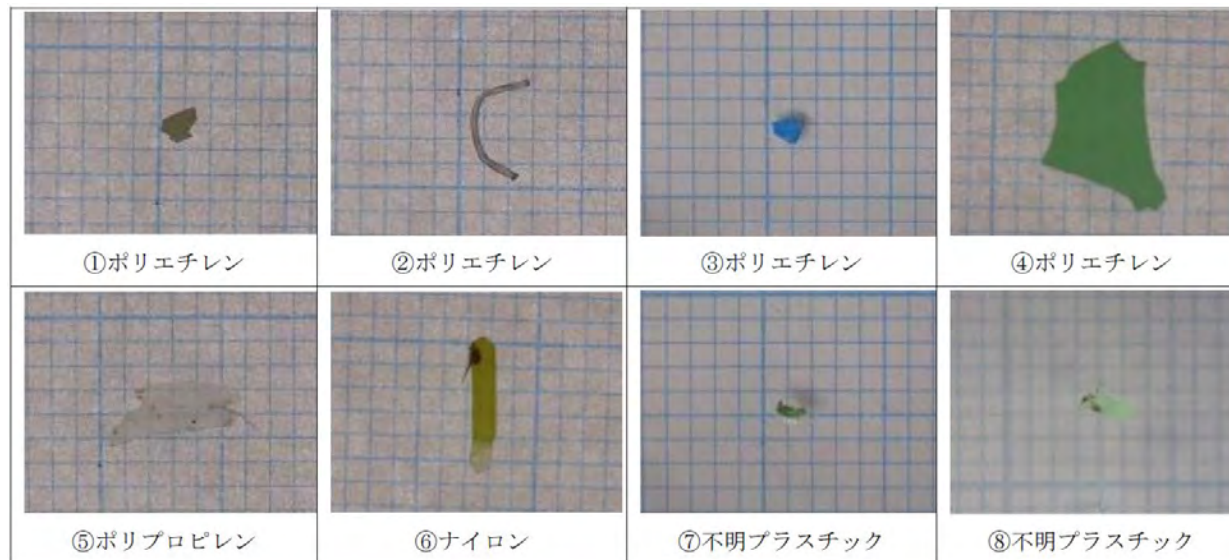 ①ポリエチレン
②ポリエチレン
③ポリエチレン
④ポリエチレン
⑤ポリプロピレン
⑥ナイロン
⑦不明プラスチック
⑧不明プラスチック